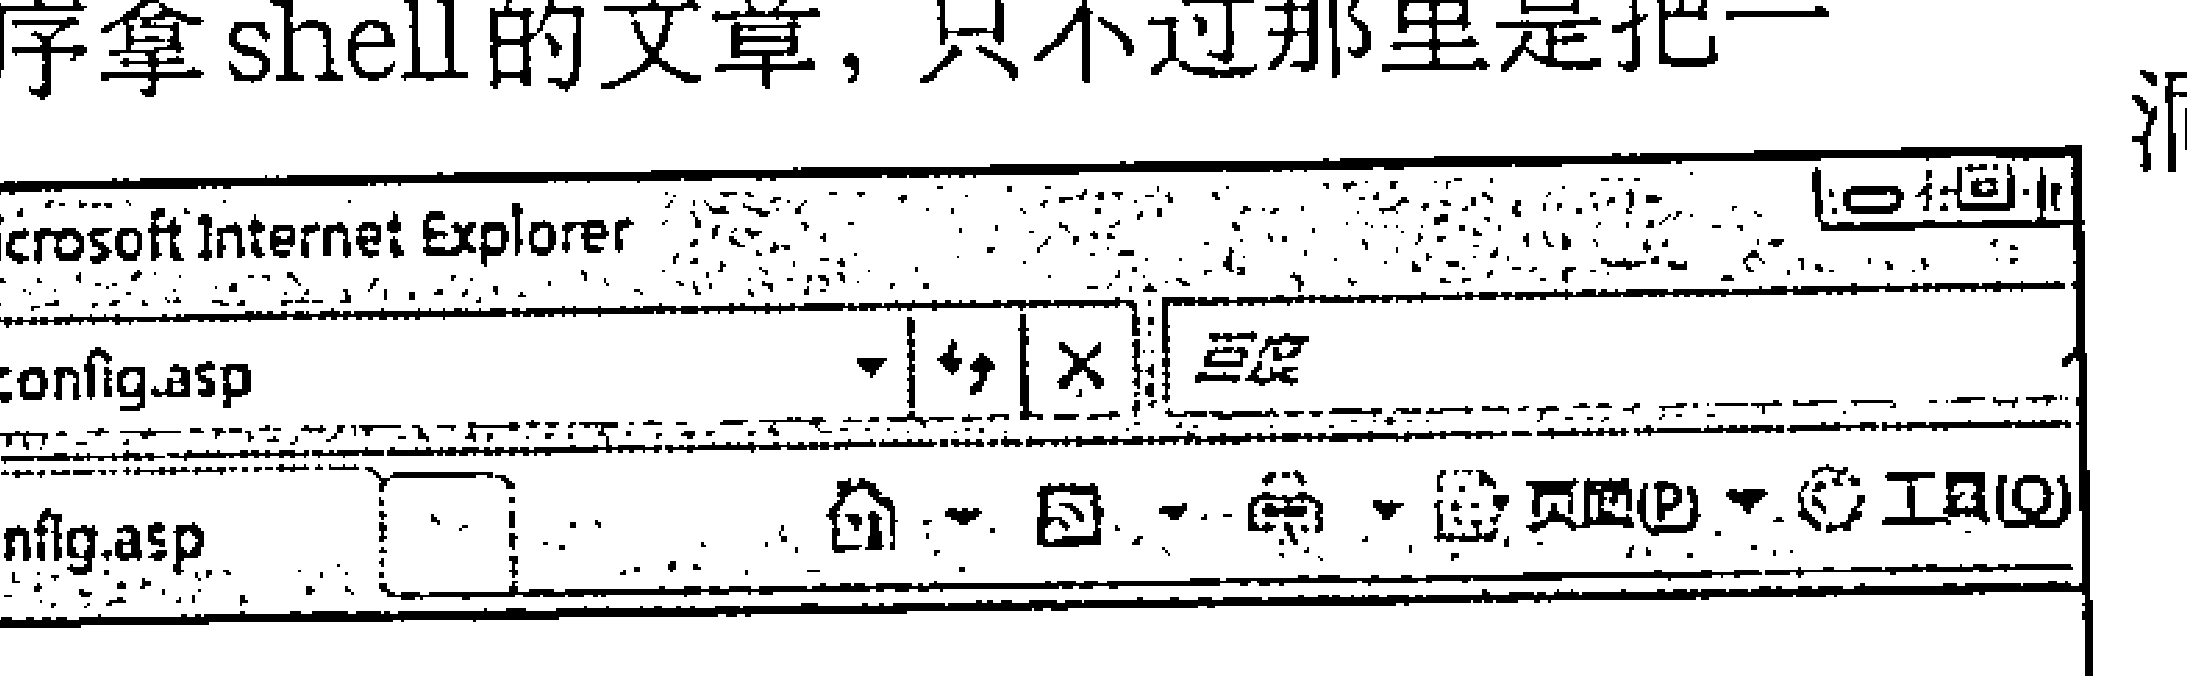 序拿shell的文章，只不过那里是把一
icrosoft Internet Explorer
config.asp
百度
nfig.asp
页面(P)
工具(O)